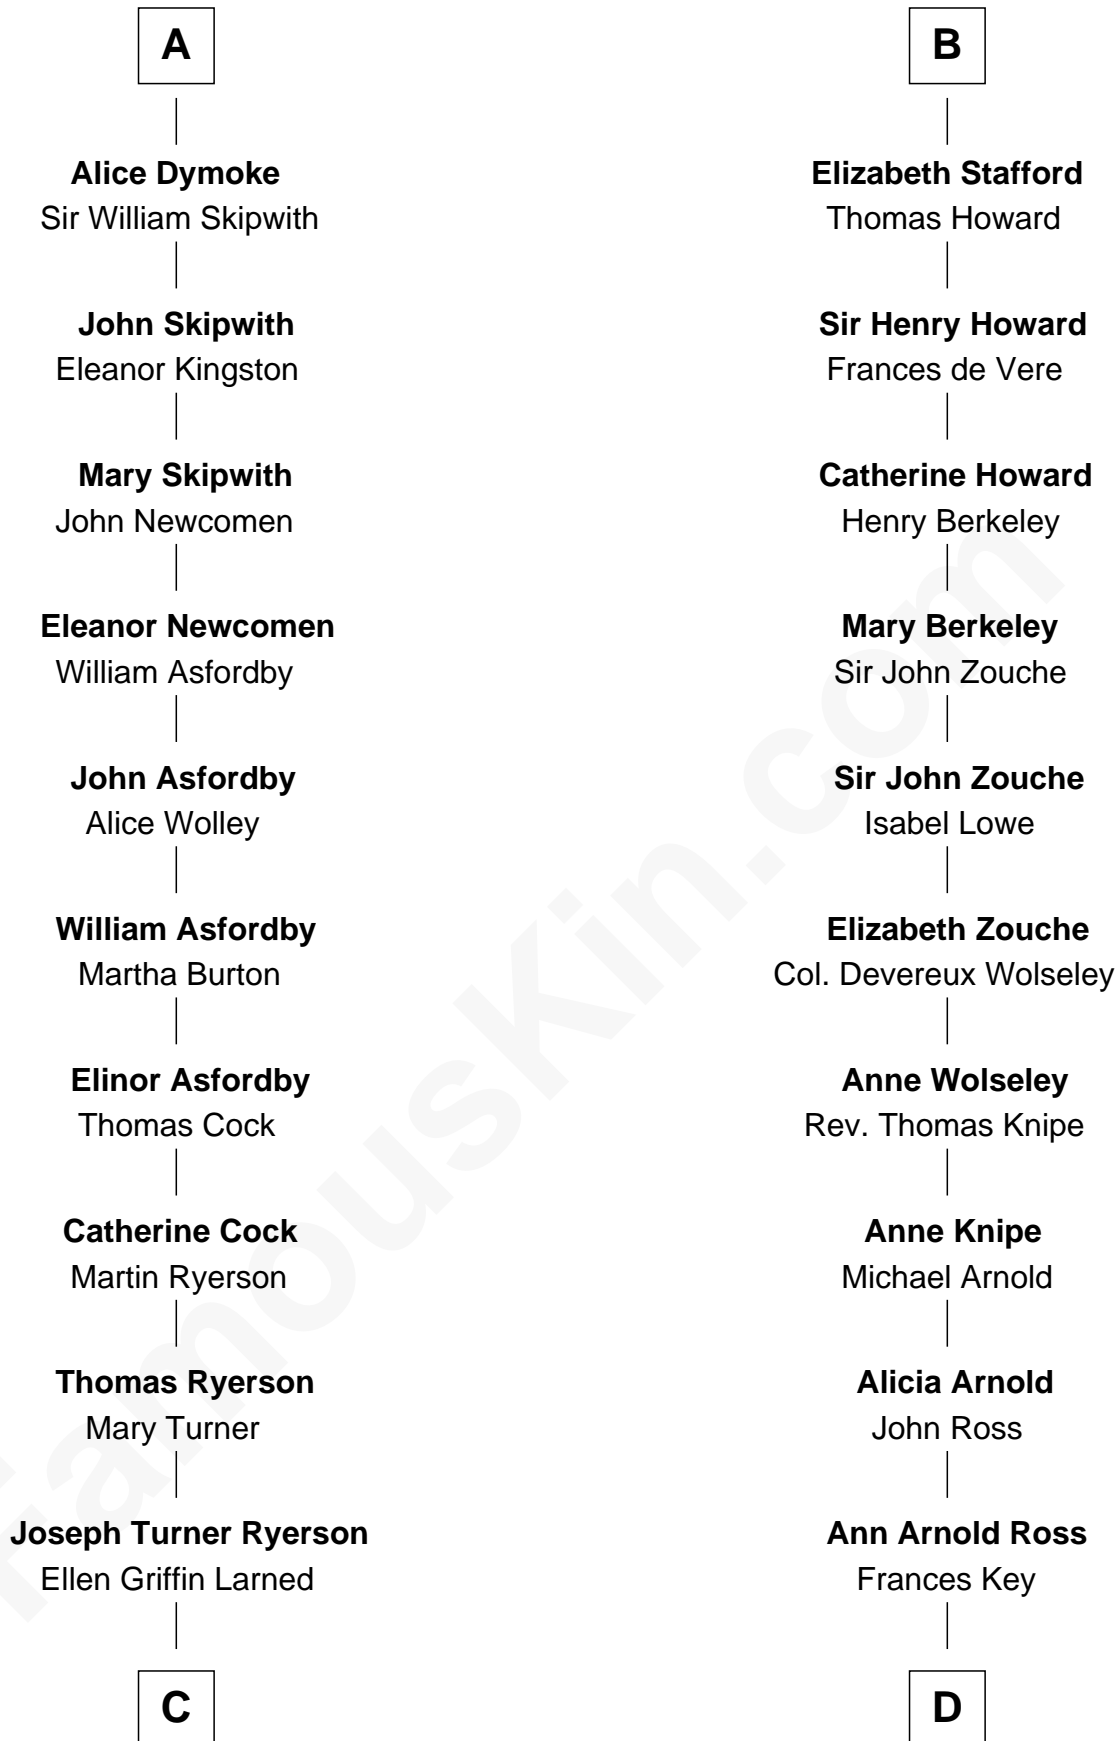 A
Alice Dymoke
Sir William Skipwith
John Skipwith
Eleanor Kingston
Mary Skipwith
John Newcomen
Eleanor Newcomen
William Asfordby
John Asfordby
Alice Wolley
William Asfordby
Martha Burton
Elinor Asfordby
Thomas Cock
Catherine Cock
Martin Ryerson
Thomas Ryerson
Mary Turner
Joseph Turner Ryerson
Ellen Griffin Larned
C
B
Elizabeth Stafford
Thomas Howard
Sir Henry Howard
Frances de Vere
Catherine Howard
Henry Berkeley
Mary Berkeley
Sir John Zouche
Sir John Zouche
Isabel Lowe
Elizabeth Zouche
Col. Devereux Wolseley
Anne Wolseley
Rev. Thomas Knipe
Anne Knipe
Michael Arnold
Alicia Arnold
John Ross
Ann Arnold Ross
Frances Key
D
FamousKin.com